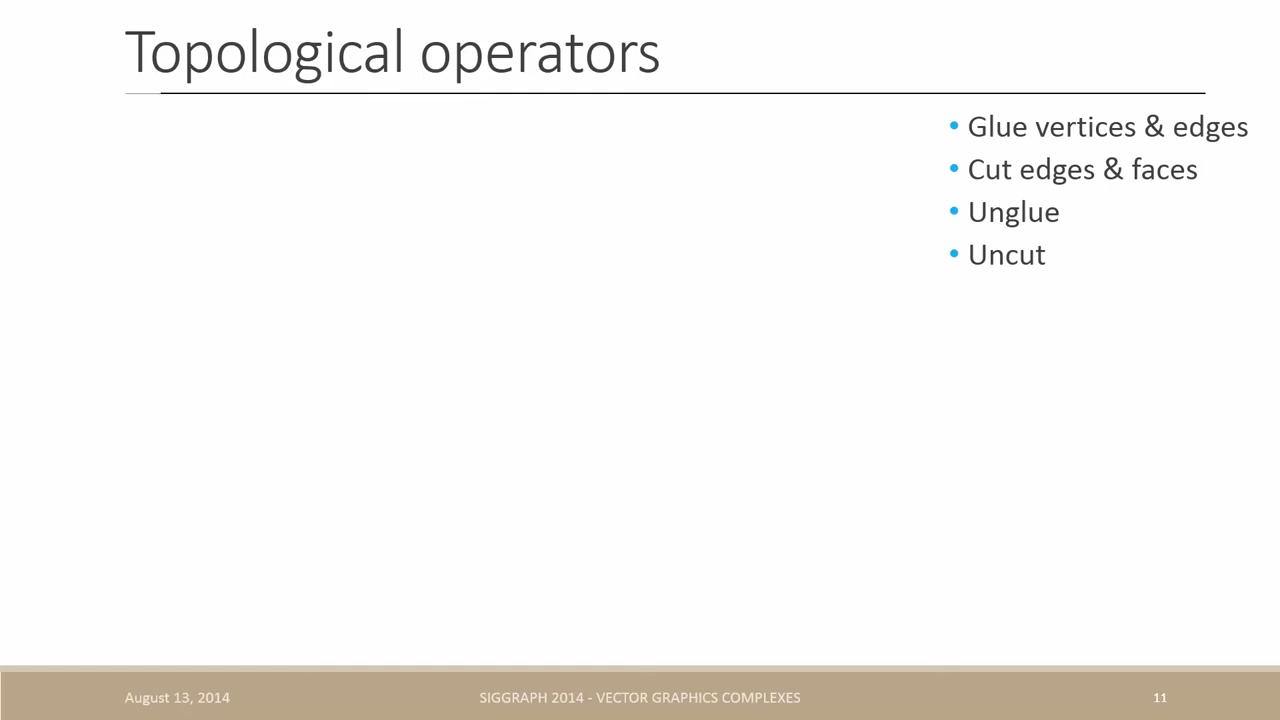 Topological operators
• Glue vertices & edges
• Cut edges & faces
• Unglue
• Uncut
August 13, 2014
SIGGRAPH 2014 - VECTOR GRAPHICS COMPLEXES
11